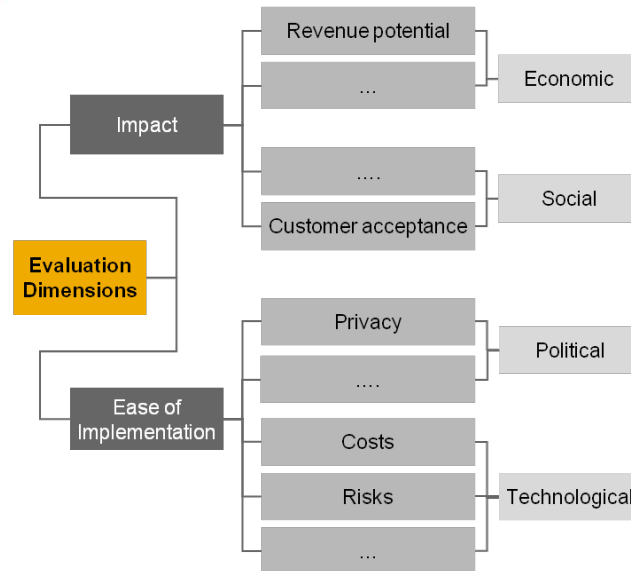 Revenue potential
...
Economic
Impact
....
Customer acceptance
Social
Evaluation
Dimensions
Privacy
....
Political
Ease of
Implementation
Costs
Risks
...
Technological